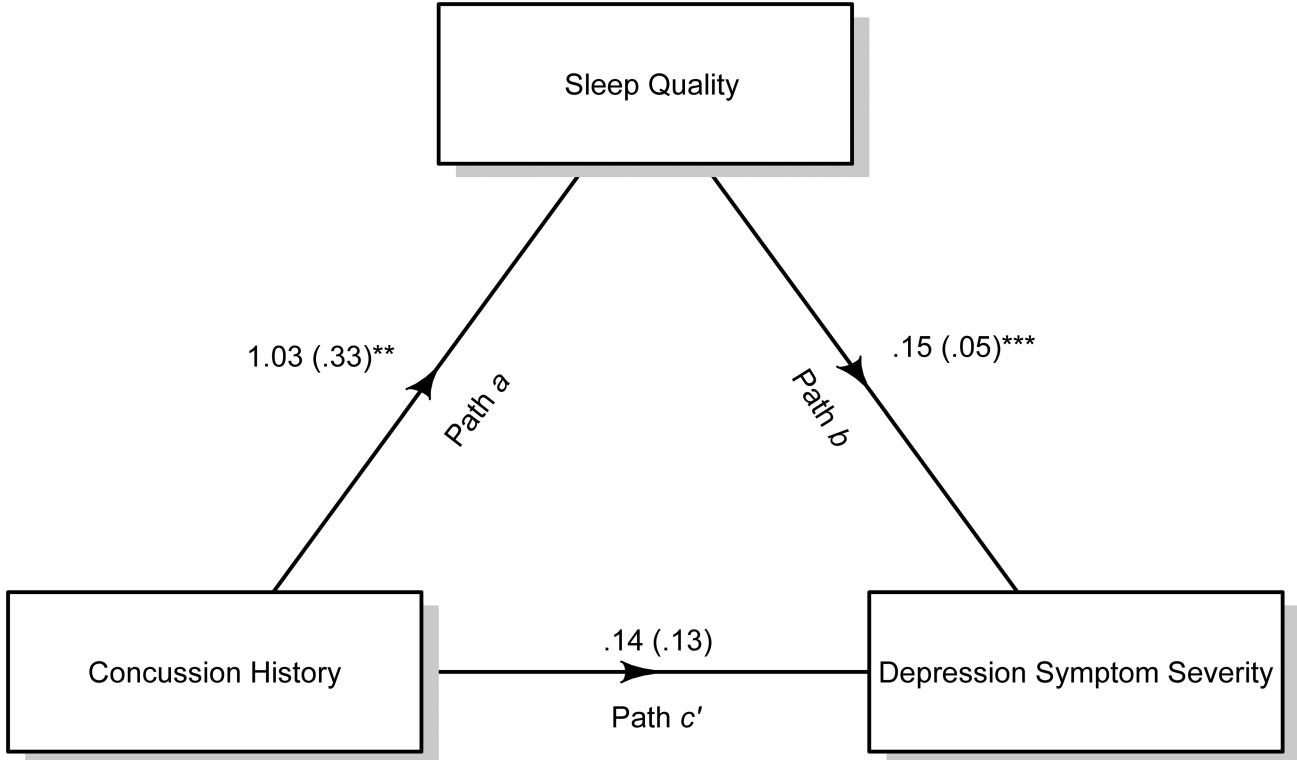 Sleep Quality
1.03 (.33)**
Path a
.15 (.05)***
Path b
Concussion History
.14 (.13)
Path c′
Depression Symptom Severity